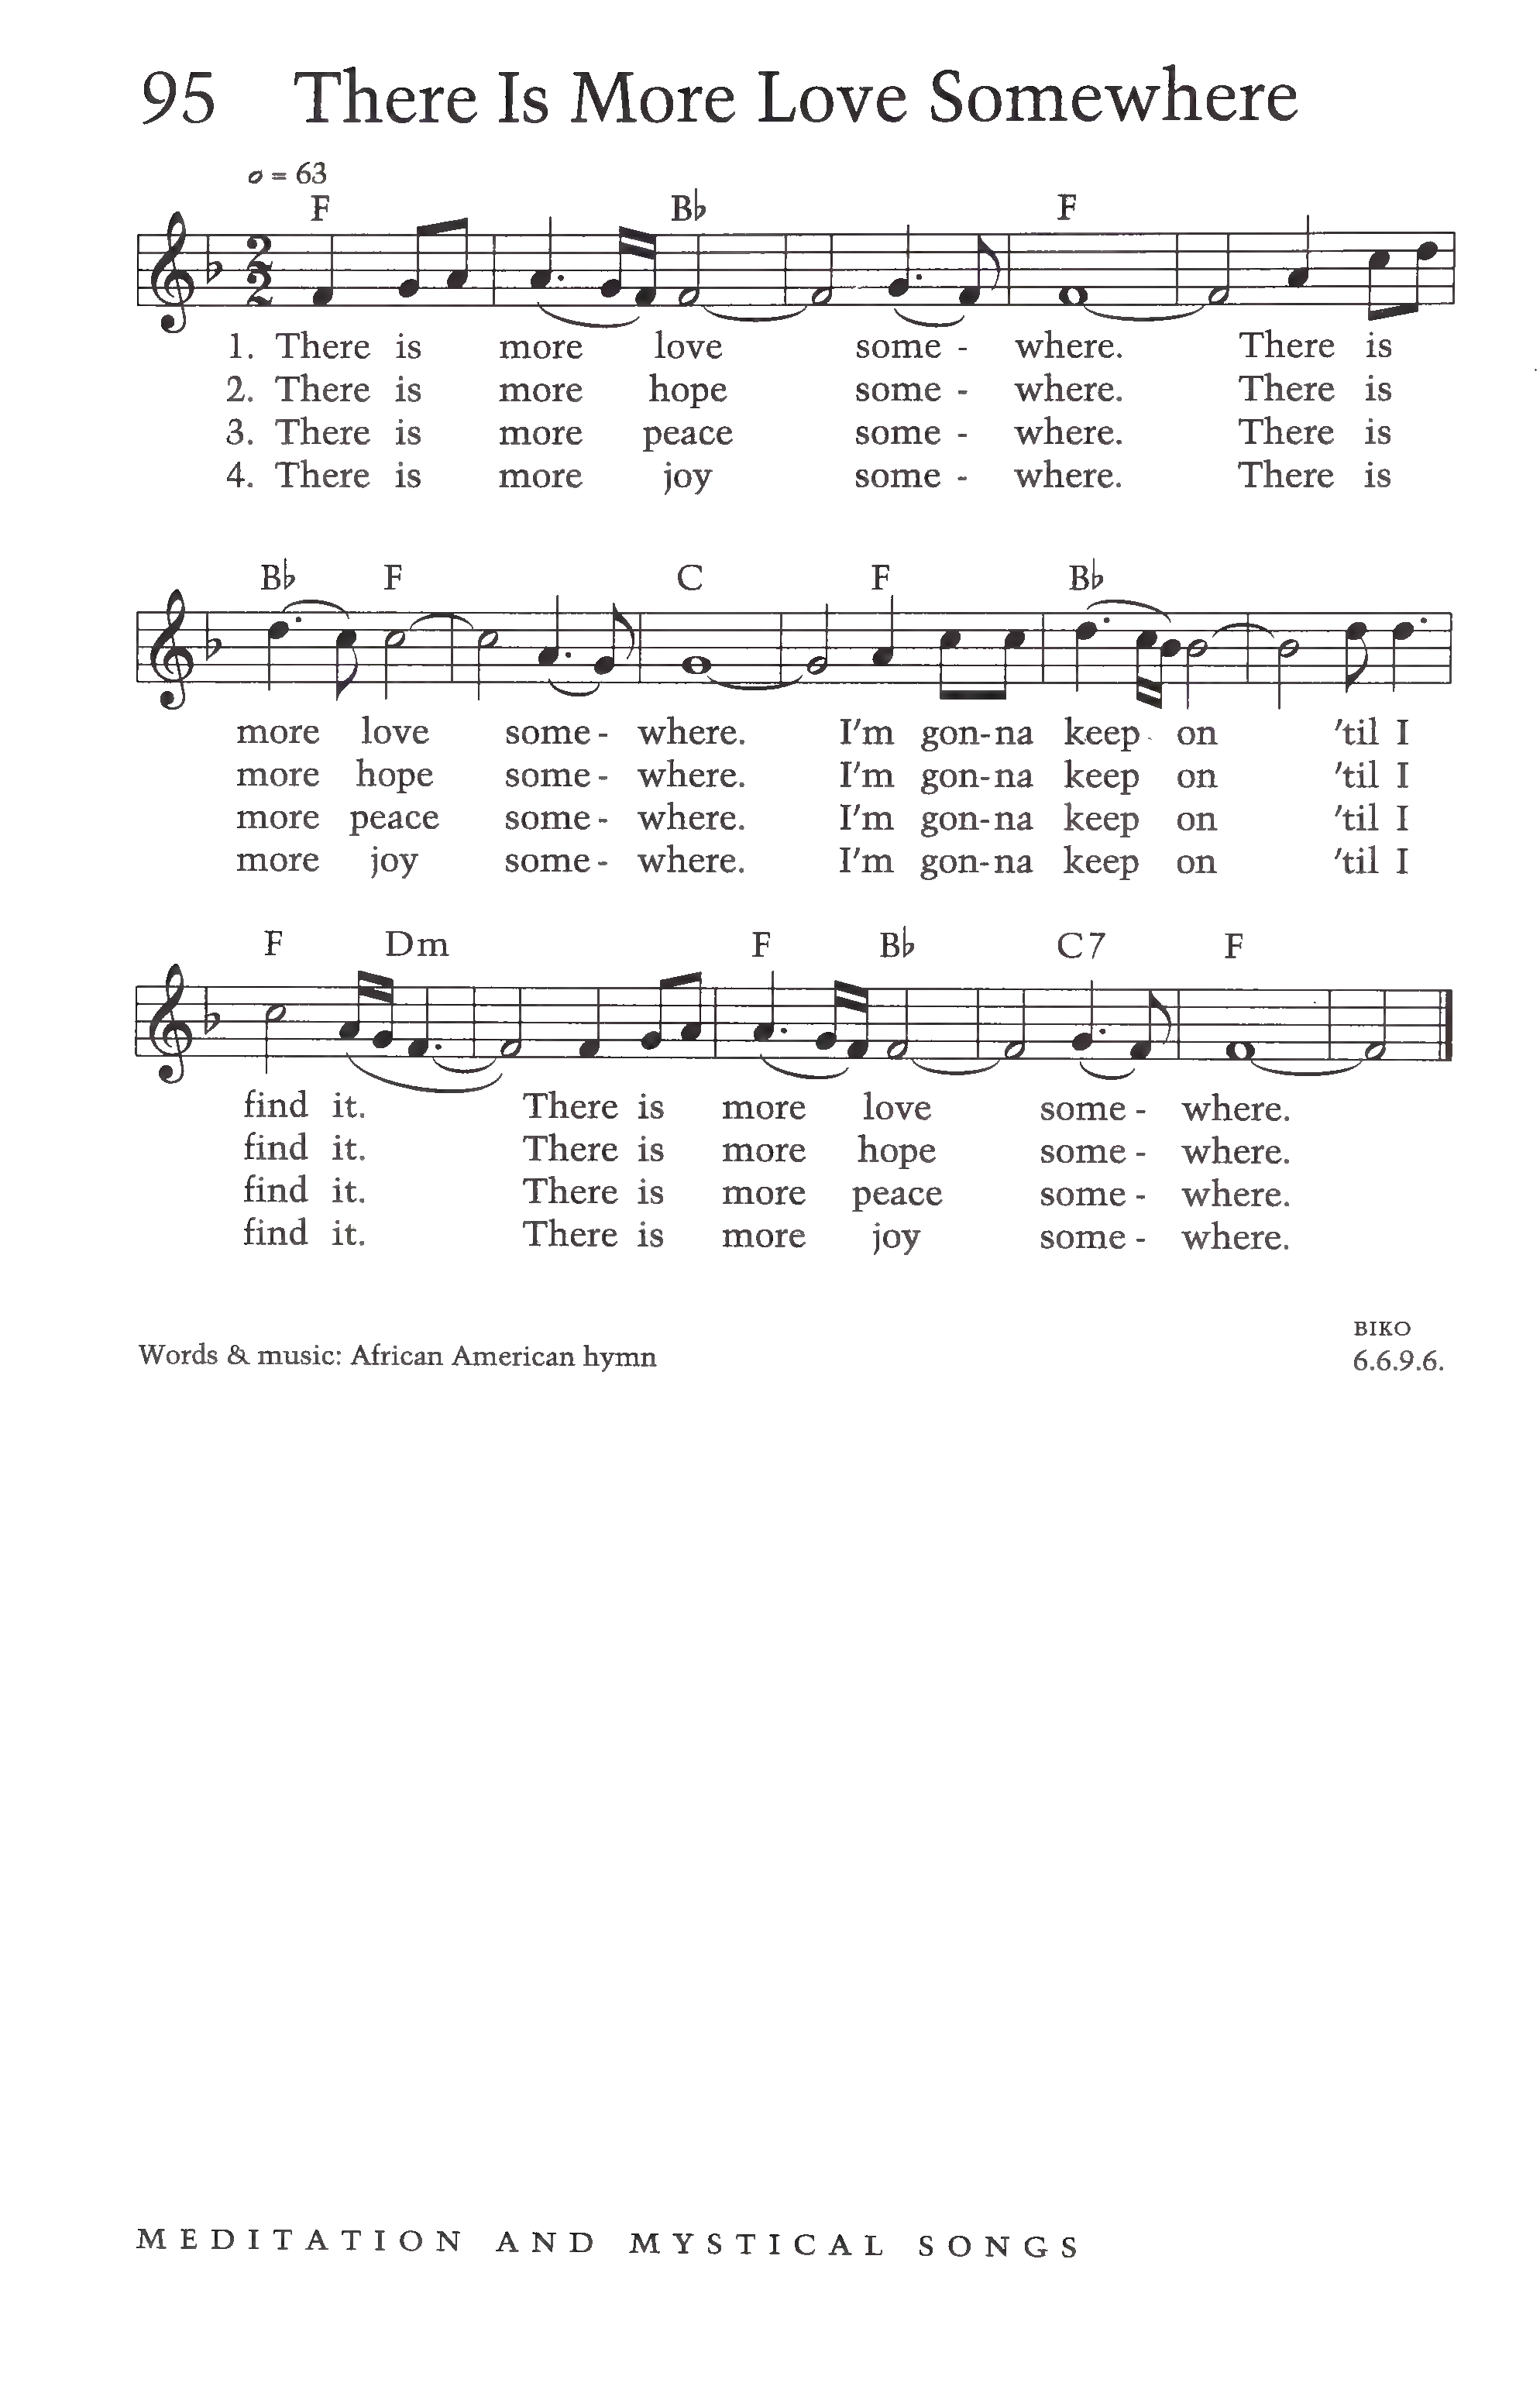 95 There Is More Love Somewhere
𝅗𝅥 = 63
F B♭ F
1. There is more love some - where. There is
2. There is more hope some - where. There is
3. There is more peace some - where. There is
4. There is more joy some - where. There is
B♭ F C F B♭
more love some - where. I'm gon-na keep on 'til I
more hope some - where. I'm gon-na keep on 'til I
more peace some - where. I'm gon-na keep on 'til I
more joy some - where. I'm gon-na keep on 'til I
F Dm F B♭ C7 F
find it. There is more love some - where.
find it. There is more hope some - where.
find it. There is more peace some - where.
find it. There is more joy some - where.
Words & music: African American hymn
BIKO
6.6.9.6.
MEDITATION AND MYSTICAL SONGS